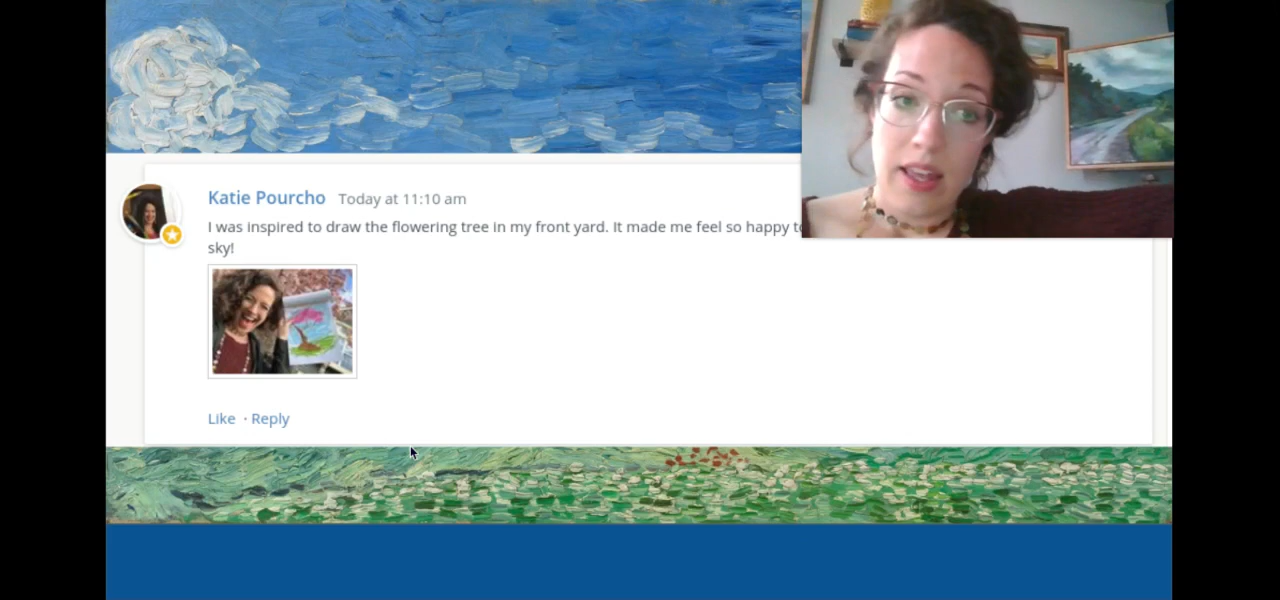 Katie Pourcho Today at 11:10 am
I was inspired to draw the flowering tree in my front yard. It made me feel so happy
sky!
Like · Reply